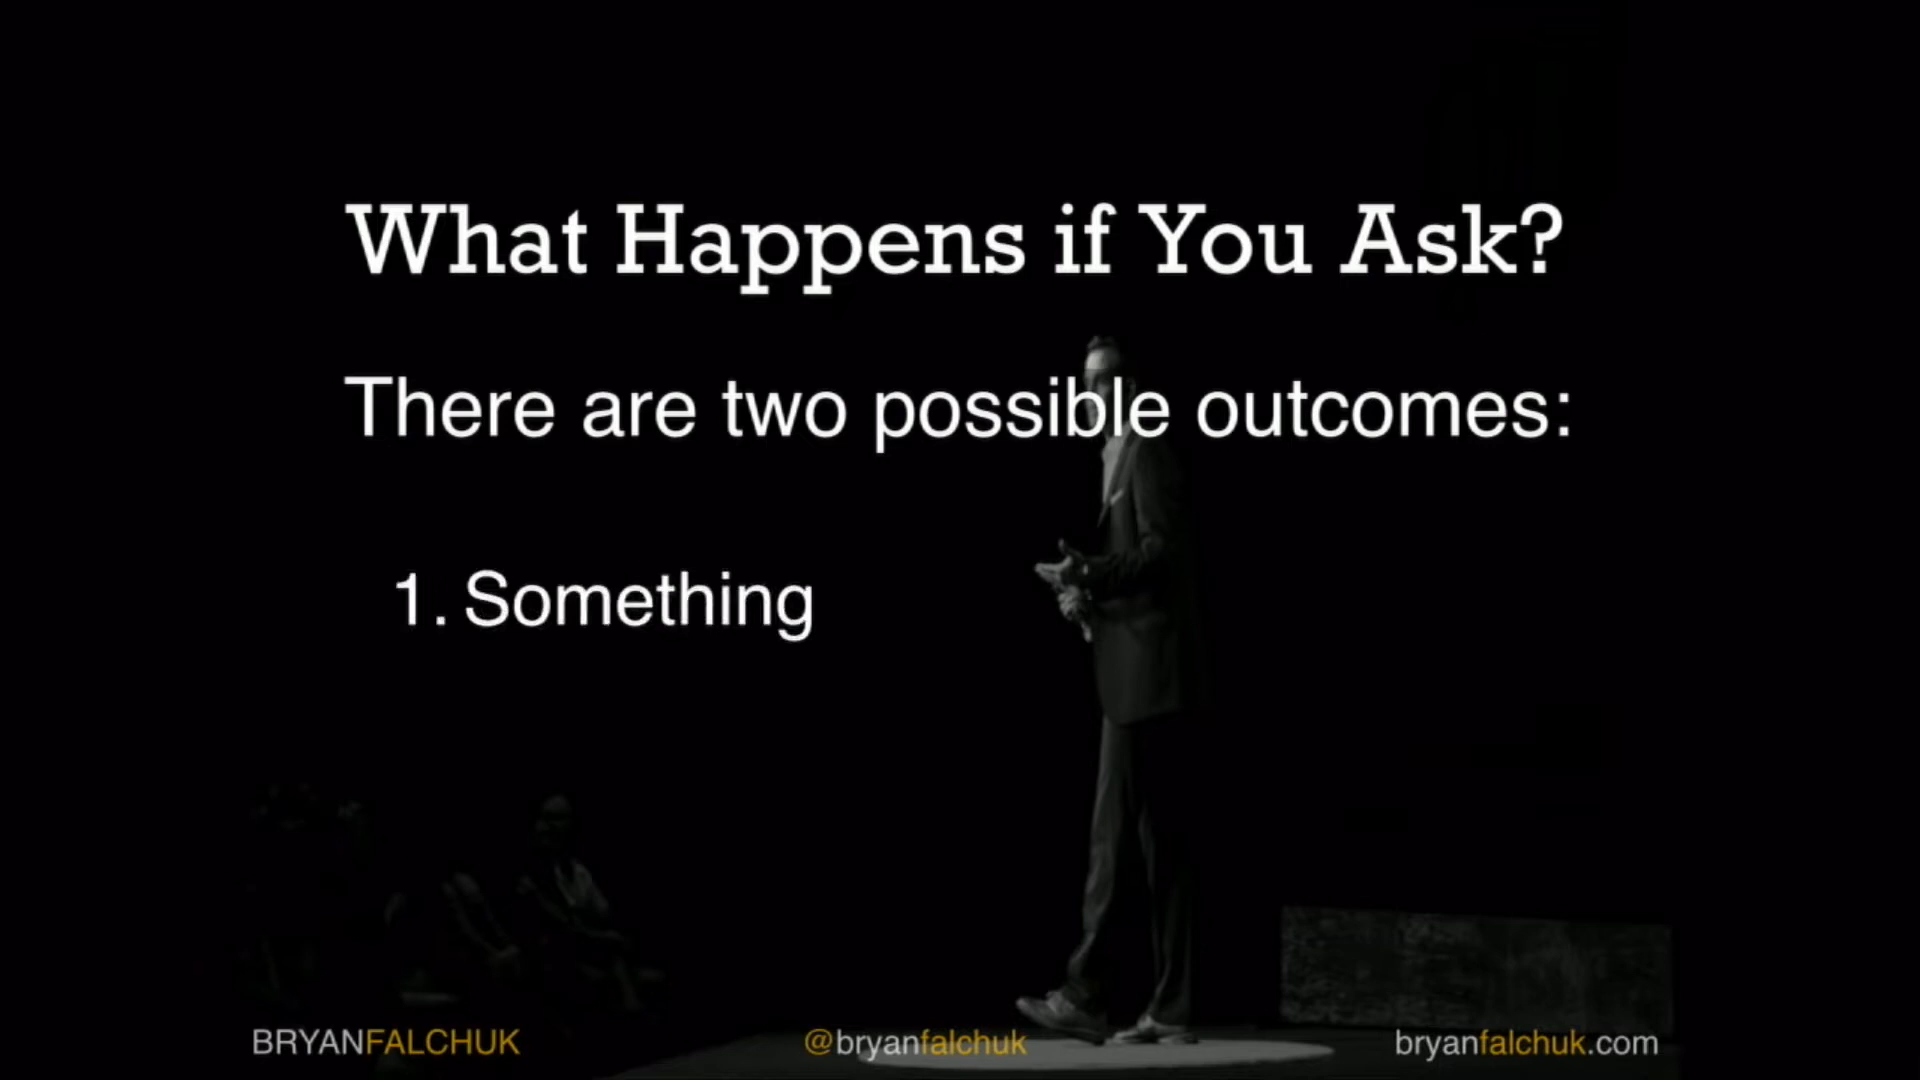 What Happens if You Ask?
There are two possible outcomes:
1. Something
BRYANFALCHUK
@bryanfalchuk
bryanfalchuk.com